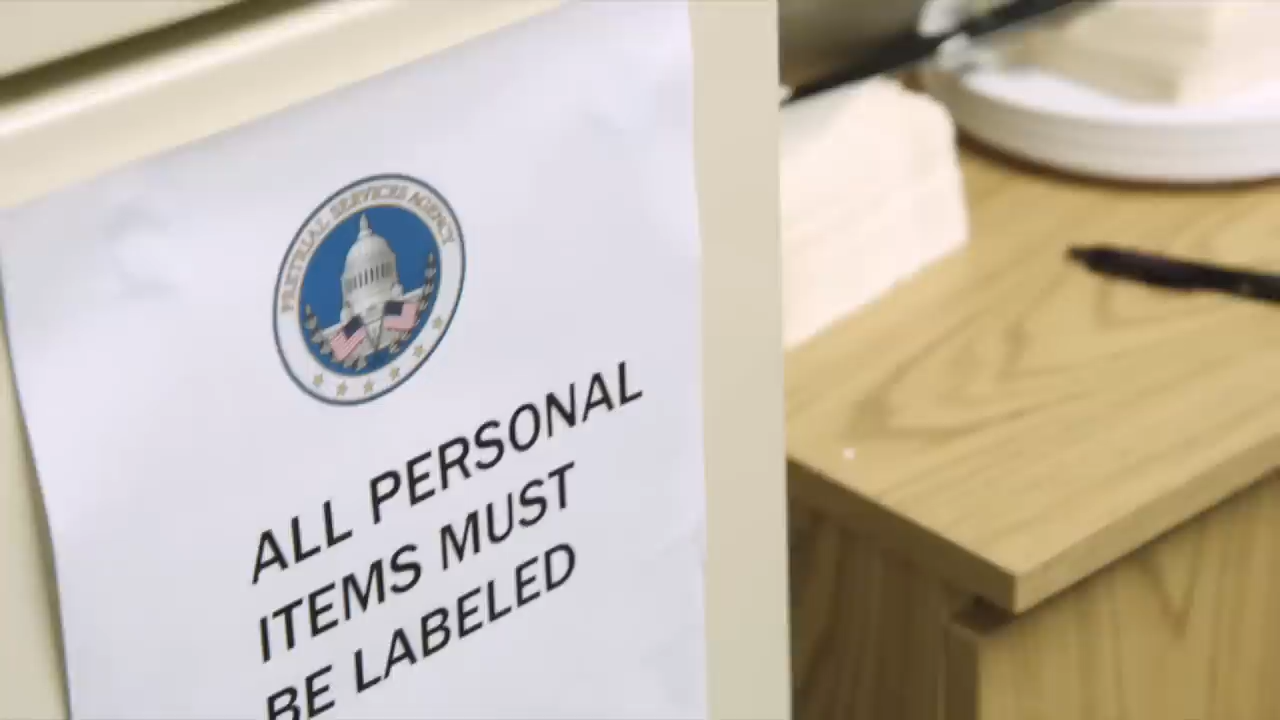 PRETRIAL SERVICES AGENCY
ALL PERSONAL
ITEMS MUST
BE LABELED